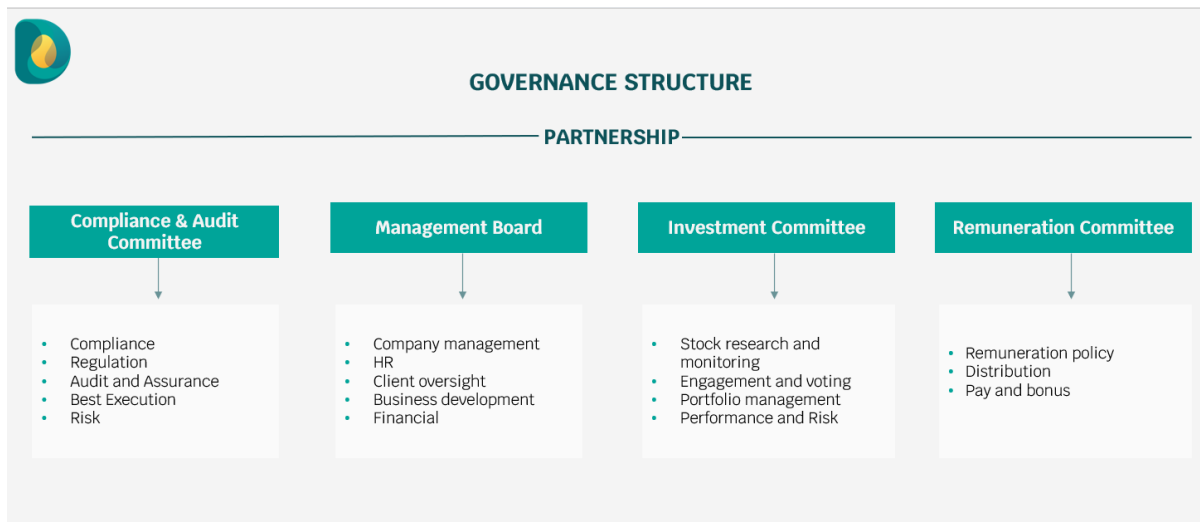 GOVERNANCE STRUCTURE
PARTNERSHIP
Compliance & Audit
Committee
• Compliance
• Regulation
• Audit and Assurance
• Best Execution
• Risk
Management Board
• Company management
• HR
• Client oversight
• Business development
• Financial
Investment Committee
• Stock research and
monitoring
• Engagement and voting
• Portfolio management
• Performance and Risk
Remuneration Committee
• Remuneration policy
• Distribution
• Pay and bonus